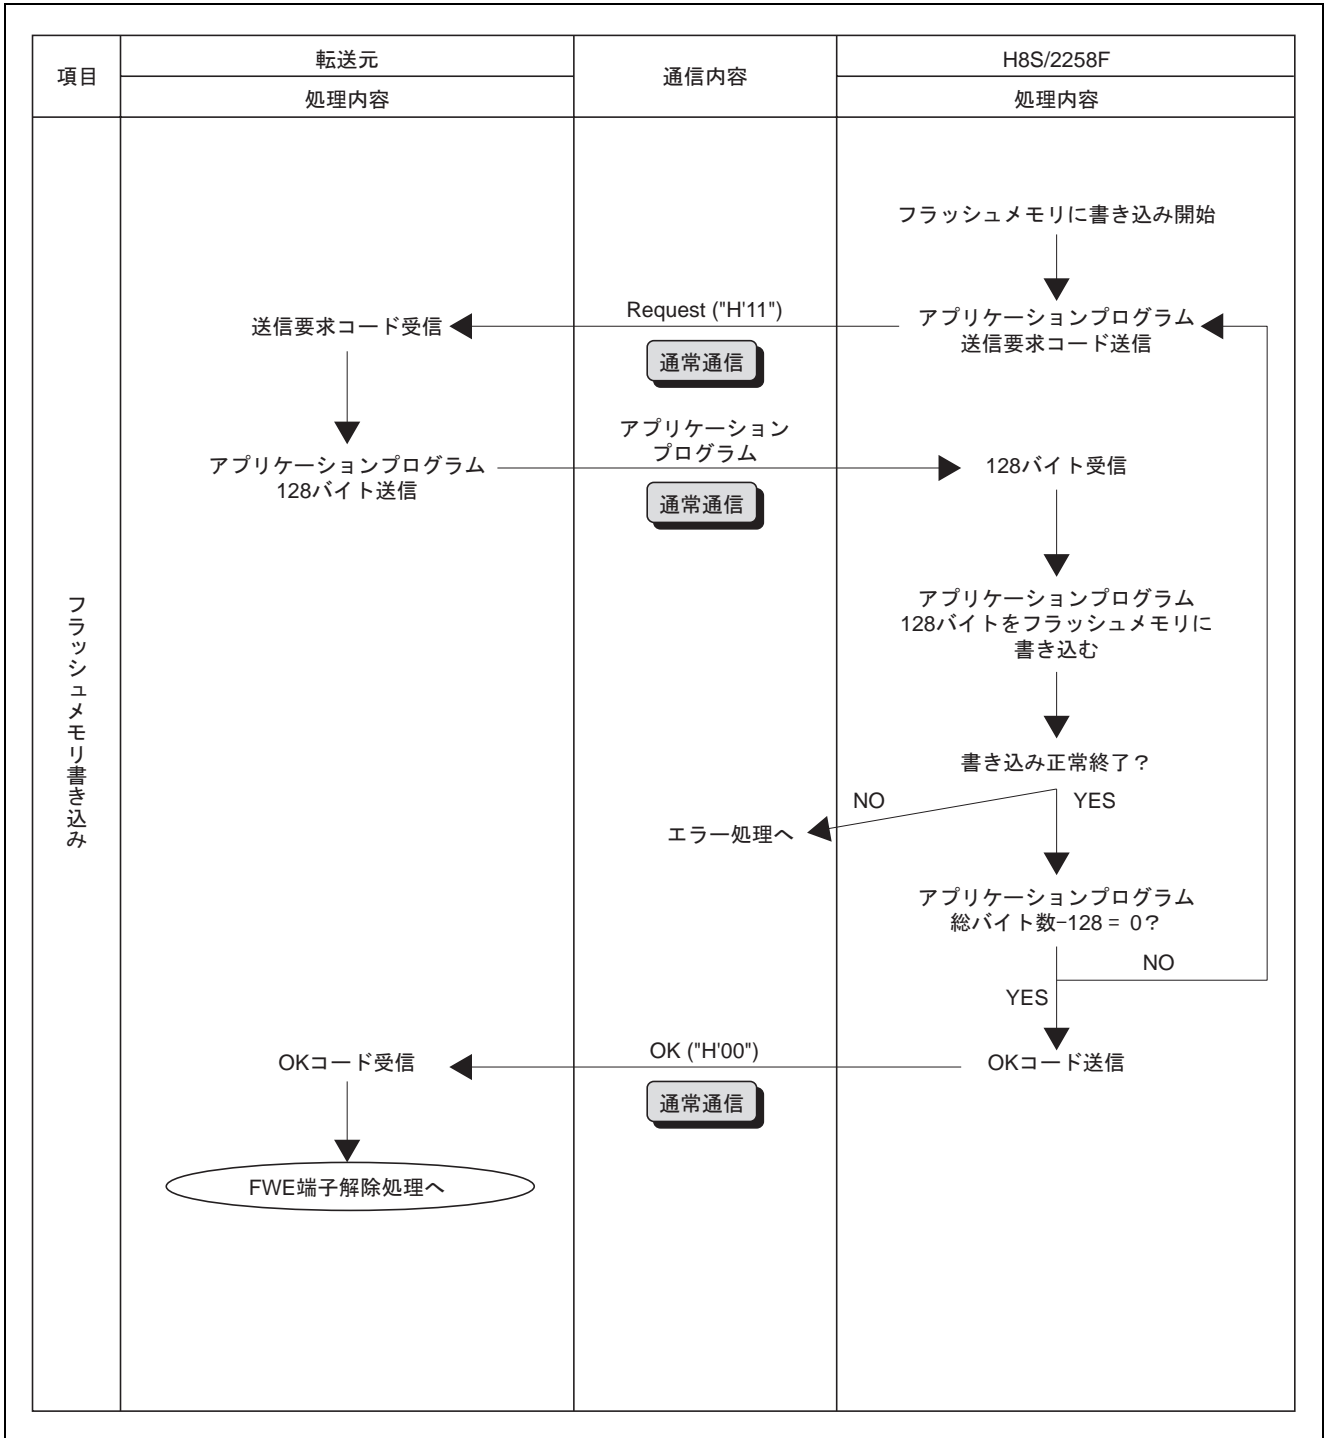 項目
転送元
処理内容
通信内容
H8S/2258F
処理内容
フラッシュメモリ書き込み
フラッシュメモリに書き込み開始
アプリケーションプログラム
送信要求コード送信
Request ("H'11")
通常通信
送信要求コード受信
アプリケーションプログラム
128バイト送信
アプリケーション
プログラム
通常通信
128バイト受信
アプリケーションプログラム
128バイトをフラッシュメモリに
書き込む
書き込み正常終了？
NO
YES
エラー処理へ
アプリケーションプログラム
総バイト数−128 = 0？
NO
YES
OKコード送信
OK ("H'00")
通常通信
OKコード受信
FWE端子解除処理へ